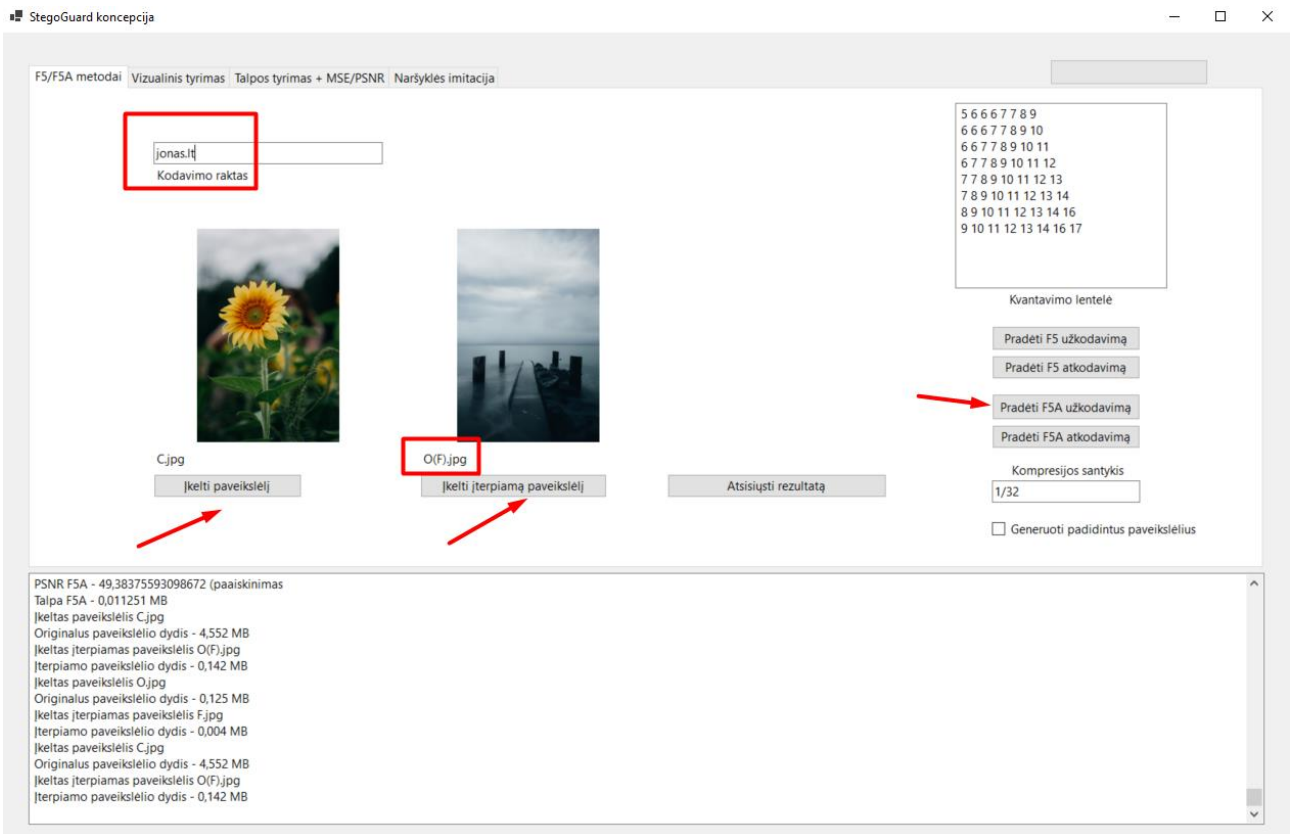 StegoGuard koncepcija
F5/F5A metodai Vizualinis tyrimas Talpos tyrimas + MSE/PSNR Naršyklės imitacija
jonas.lt
Kodavimo raktas
5 6 6 6 7 7 8 9
6 6 6 7 7 8 9 10
6 6 7 7 8 9 10 11
6 7 7 8 9 10 11 12
7 7 8 9 10 11 12 13
7 8 9 10 11 12 13 14
8 9 10 11 12 13 14 16
9 10 11 12 13 14 16 17
Kvantavimo lentelė
Pradėti F5 užkodavimą
Pradėti F5 atkodavimą
Pradėti F5A užkodavimą
Pradėti F5A atkodavimą
C.jpg
O(F).jpg
Įkelti paveikslėlį
Įkelti įterpiamą paveikslėlį
Atsisiųsti rezultatą
Kompresijos santykis
1/32
Generuoti padidintus paveikslėlius
PSNR F5A - 49,38375593098672 (paaiskinimas
Talpa F5A - 0,011251 MB
Įkeltas paveikslėlis C.jpg
Originalus paveikslėlio dydis - 4,552 MB
Įkeltas įterpiamas paveikslėlis O(F).jpg
Įterpiamo paveikslėlio dydis - 0,142 MB
Įkeltas paveikslėlis O.jpg
Originalus paveikslėlio dydis - 0,125 MB
Įkeltas įterpiamas paveikslėlis F.jpg
Įterpiamo paveikslėlio dydis - 0,004 MB
Įkeltas paveikslėlis C.jpg
Originalus paveikslėlio dydis - 4,552 MB
Įkeltas įterpiamas paveikslėlis O(F).jpg
Įterpiamo paveikslėlio dydis - 0,142 MB